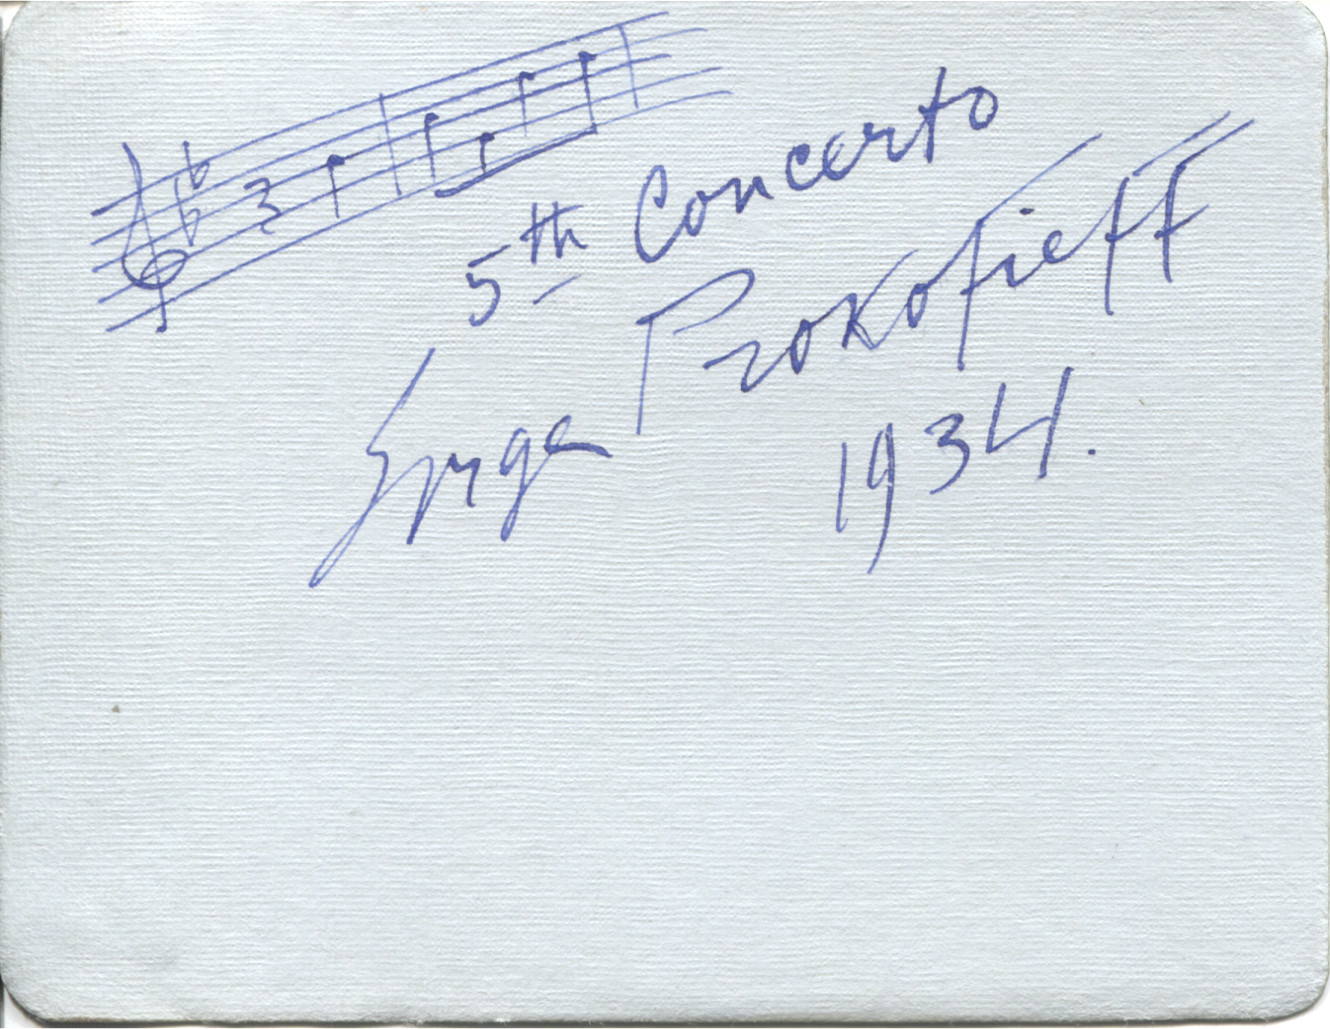 5th Concerto
Serge Prokofieff
1934.